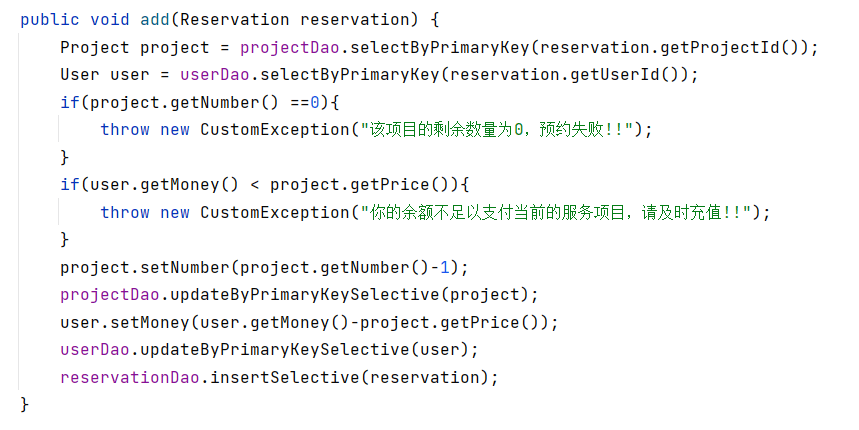 public void add(Reservation reservation) {
    Project project = projectDao.selectByPrimaryKey(reservation.getProjectId());
    User user = userDao.selectByPrimaryKey(reservation.getUserId());
    if(project.getNumber() ==0){
        throw new CustomException("该项目的剩余数量为0，预约失败!!");
    }
    if(user.getMoney() < project.getPrice()){
        throw new CustomException("你的余额不足以支付当前的服务项目，请及时充值!!");
    }
    project.setNumber(project.getNumber()-1);
    projectDao.updateByPrimaryKeySelective(project);
    user.setMoney(user.getMoney()-project.getPrice());
    userDao.updateByPrimaryKeySelective(user);
    reservationDao.insertSelective(reservation);
}